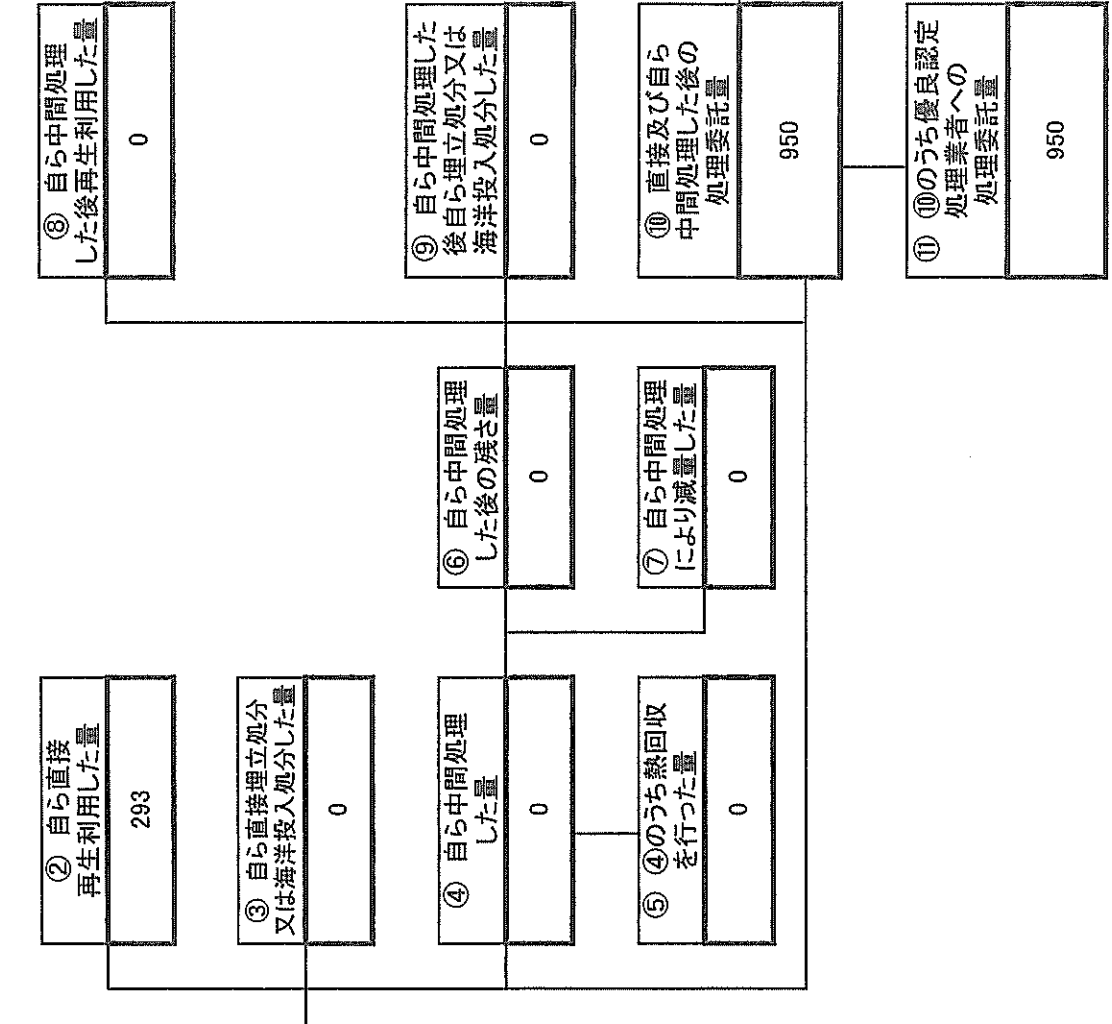 ② 自ら直接
再生利用した量
293
③ 自ら直接埋立処分
又は海洋投入処分した量
0
④ 自ら中間処理
した量
0
⑤ ④のうち熱回収
を行った量
0
⑥ 自ら中間処理
した後の残さ量
0
⑦ 自ら中間処理
により減量した量
0
⑧ 自ら中間処理
した後再生利用した量
0
⑨ 自ら中間処理した
後自ら埋立処分又は
海洋投入処分した量
0
⑩ 直接及び自ら
中間処理した後の
処理委託量
950
⑪ ⑩のうち優良認定
処理業者への
処理委託量
950